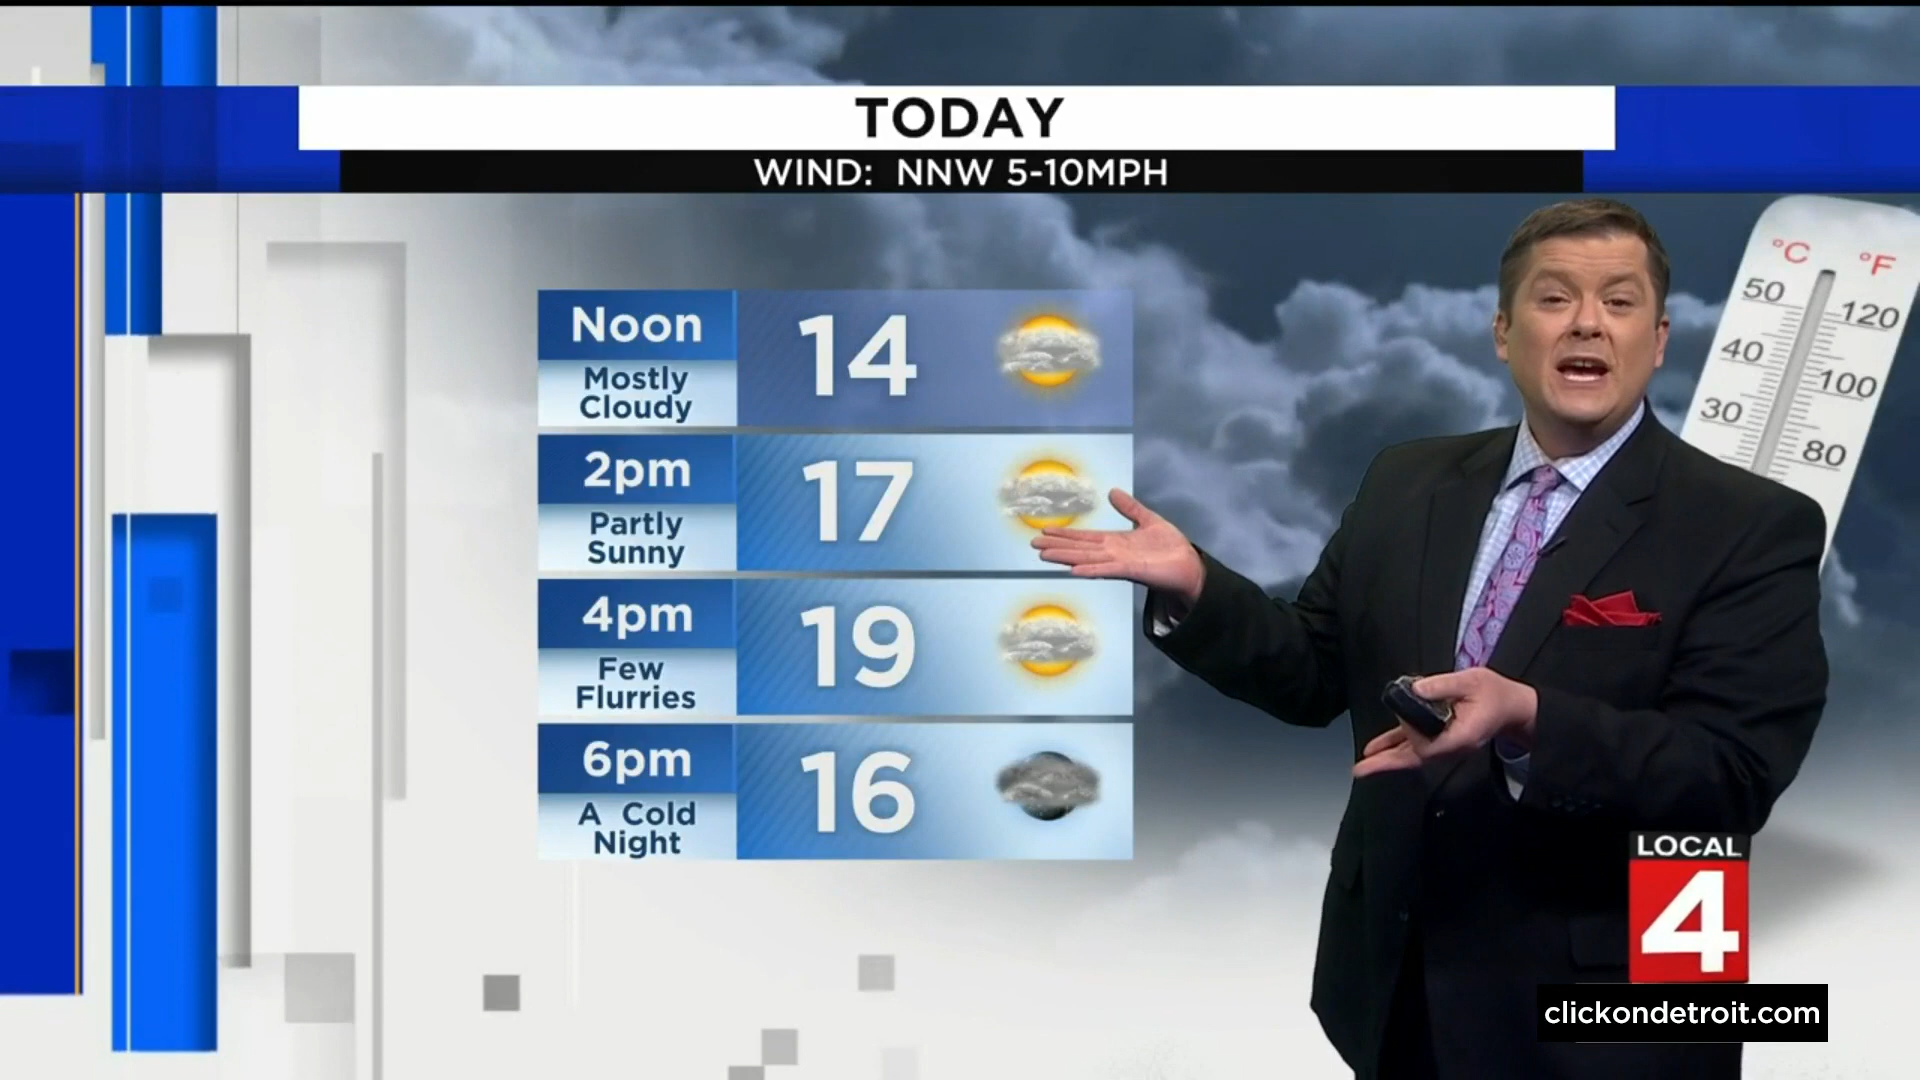 TODAY
WIND: NNW 5-10MPH
Noon
Mostly
Cloudy
14
2pm
Partly
Sunny
17
4pm
Few
Flurries
19
6pm
A Cold
Night
16
°C °F
50
120
40
100
30
80
LOCAL
4
clickondetroit.com